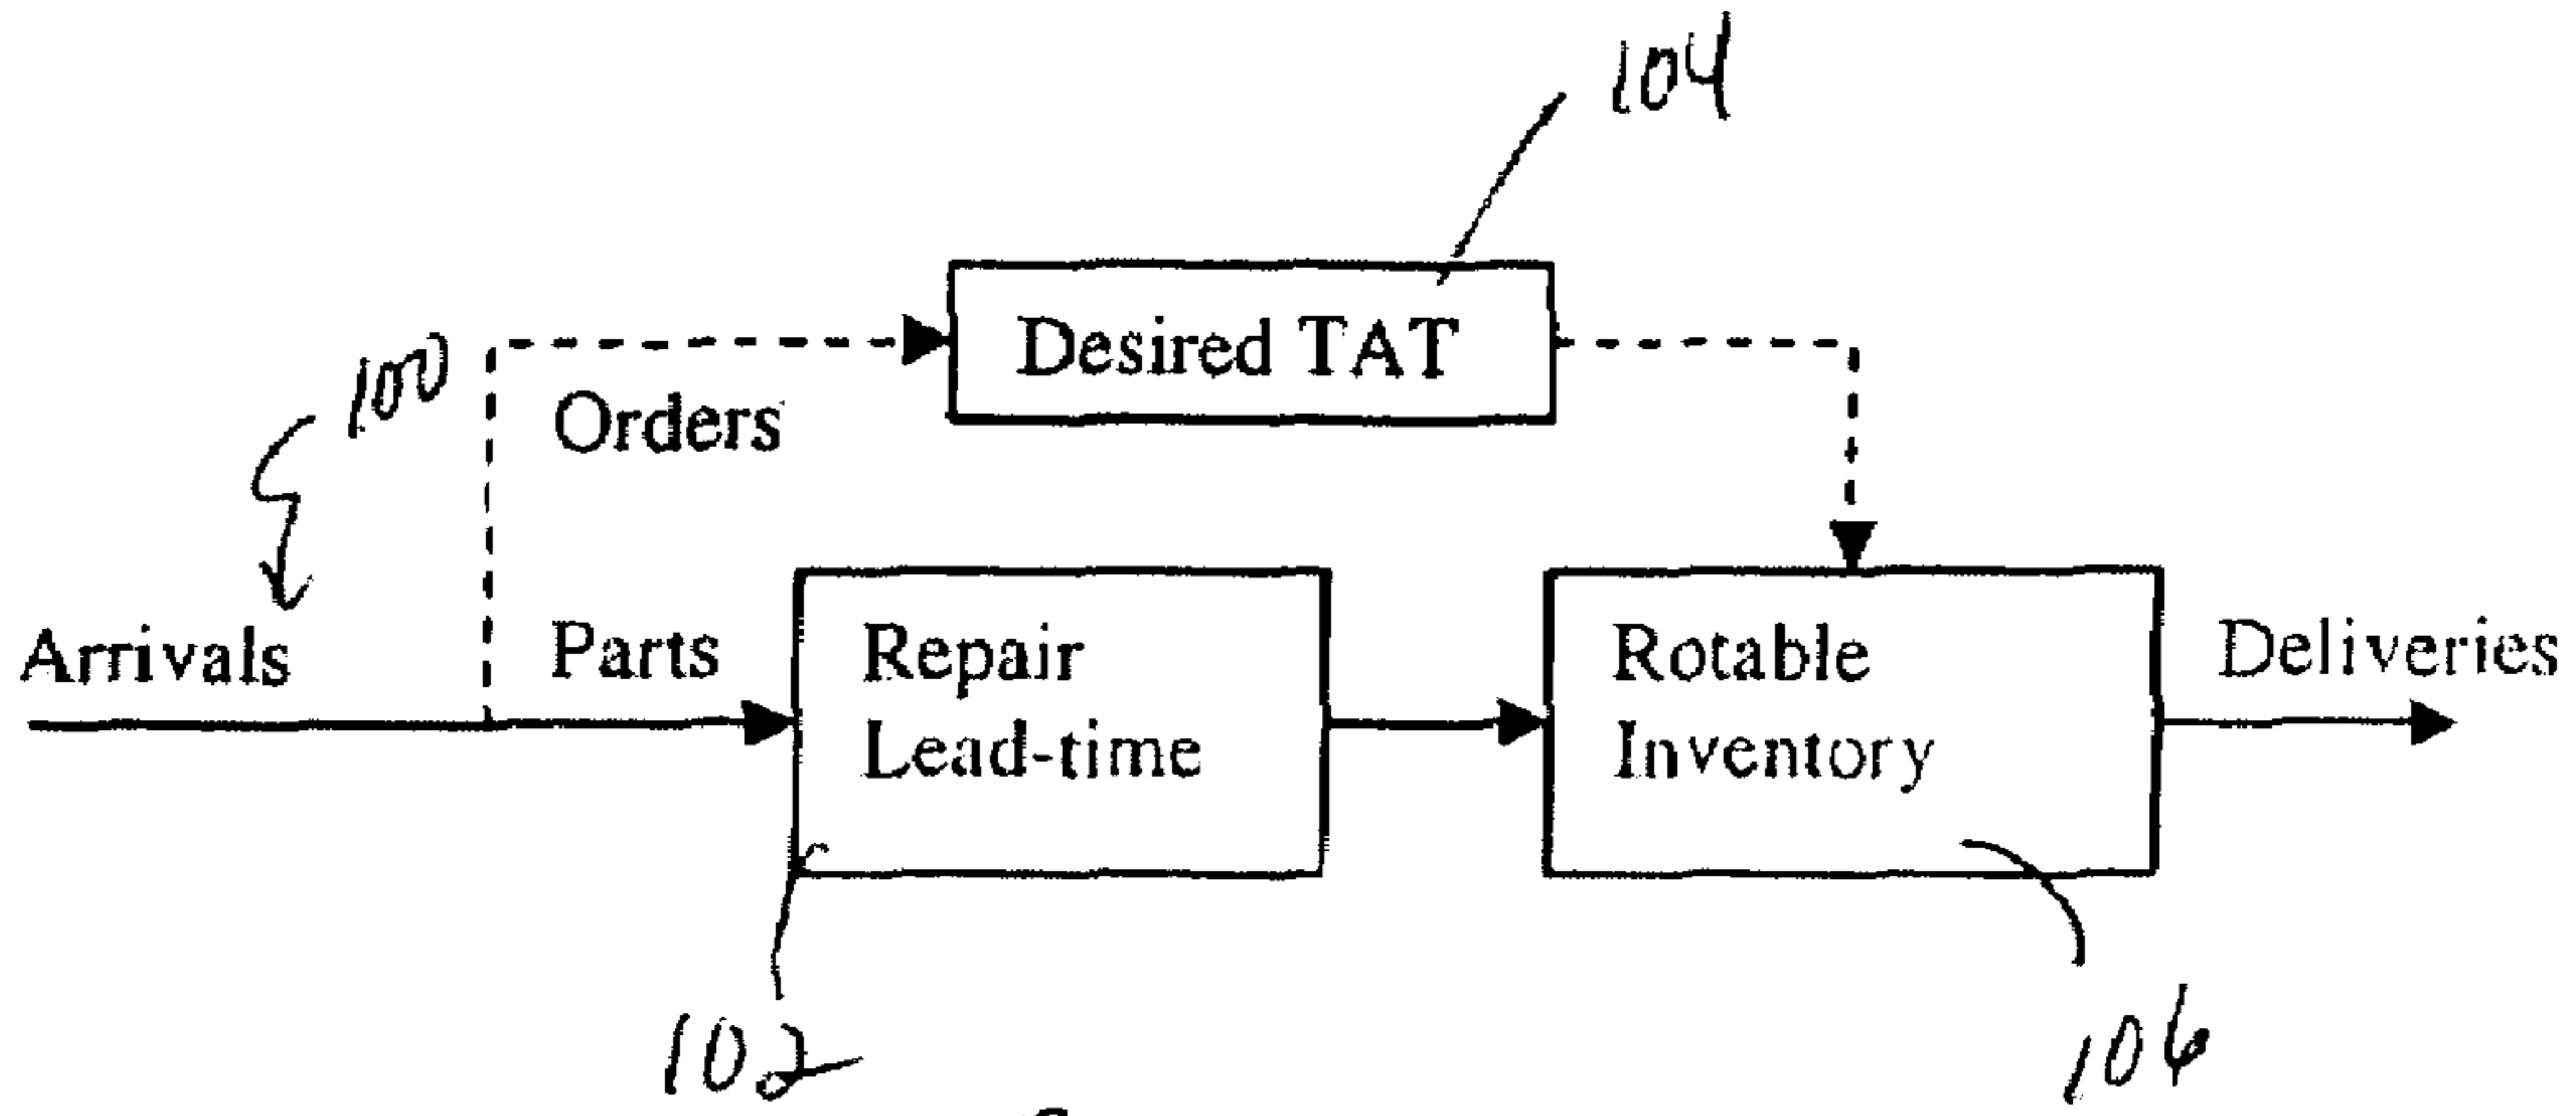 104
Desired TAT
100
Orders
Arrivals
Parts
Repair
Lead-time
Rotable
Inventory
Deliveries
102
106